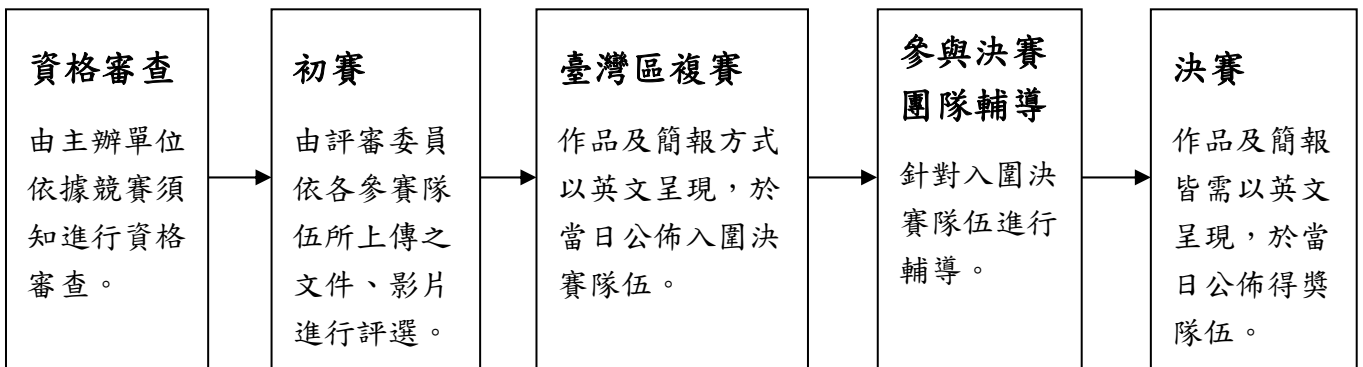 資格審查
由主辦單位
依據競賽須
知進行資格
審查。
初賽
由評審委員
依各參賽隊
伍所上傳之
文件、影片
進行評選。
臺灣區複賽
作品及簡報方式
以英文呈現,於
當日公佈入圍決
賽隊伍。
參與決賽
團隊輔導
針對入圍決
賽隊伍進行
輔導。
決賽
作品及簡報
皆需以英文
呈現,於當
日公佈得獎
隊伍。